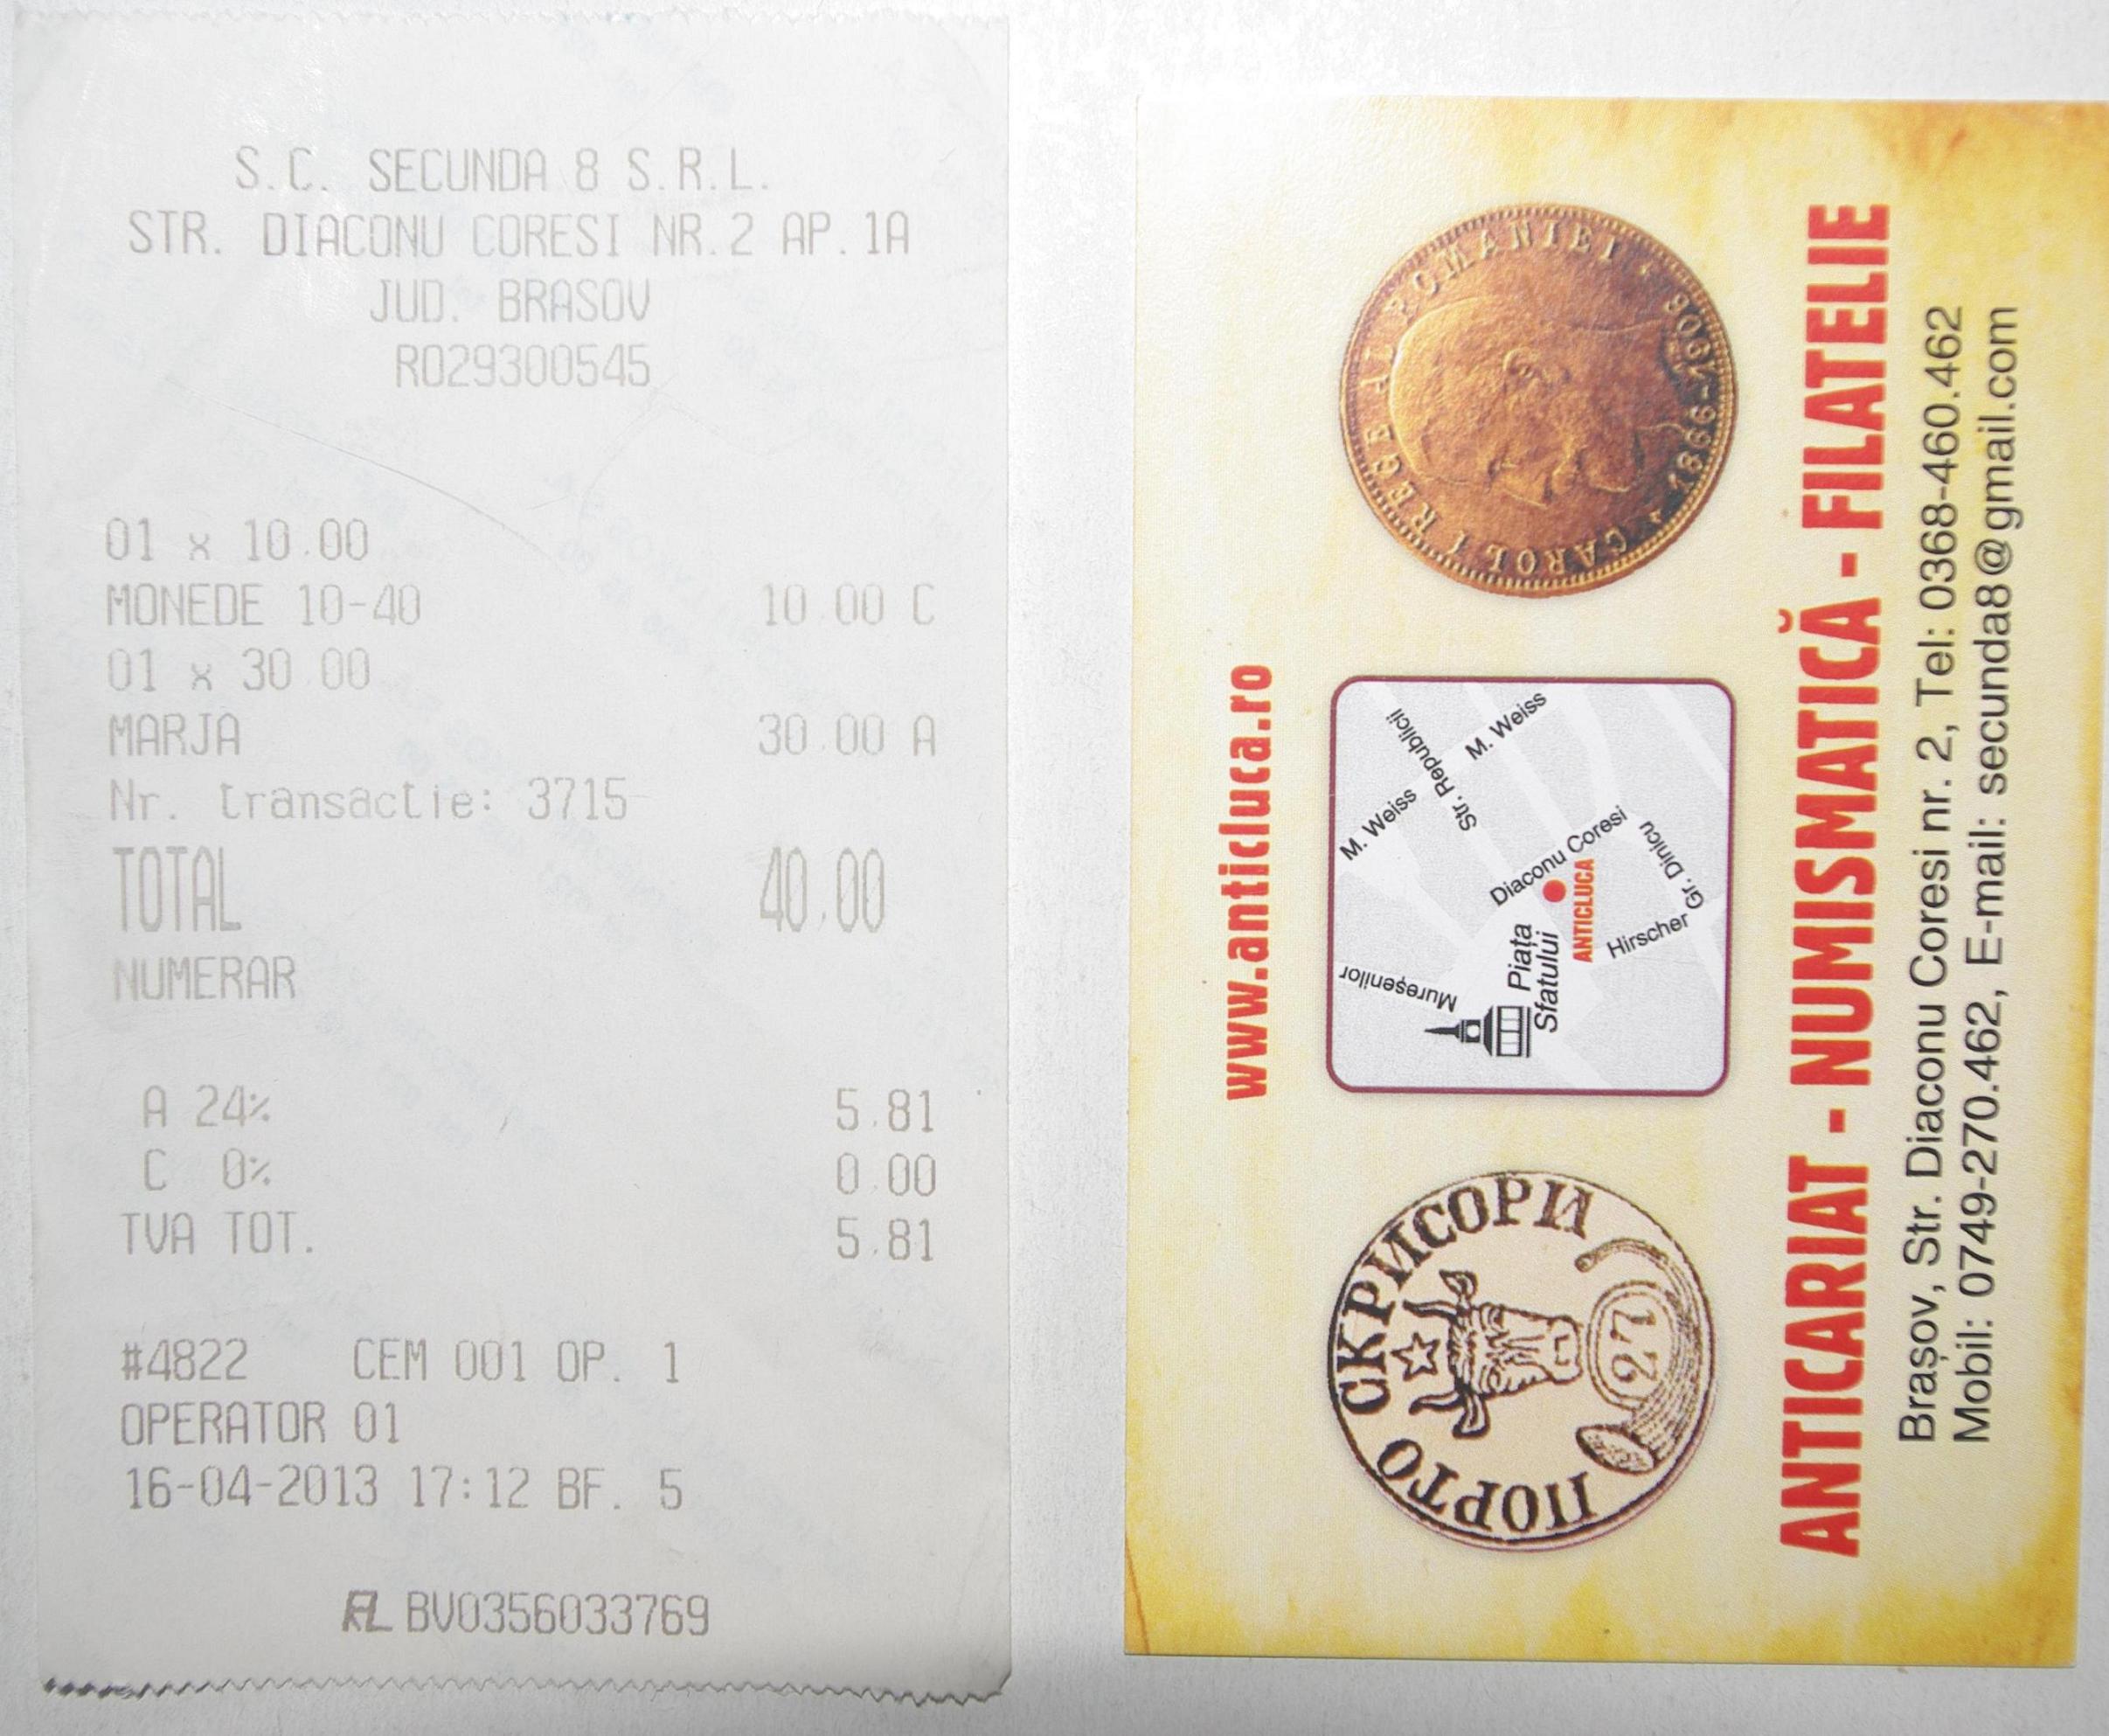 S.C. SECUNDA 8 S.R.L.
STR. DIACONU CORESI NR.2 AP.1A
JUD. BRASOV
RO29300545
01 x 10.00
MONEDE 10-40 10.00 C
01 x 30.00
MARJA 30.00 A
Nr. transactie: 3715
TOTAL 40.00
NUMERAR
A 24% 5.81
C 0% 0.00
TVA TOT. 5.81
#4822 CEM 001 OP. 1
OPERATOR 01
16-04-2013 17:12 BF. 5
BV0356033769
www.anticluca.ro
ПОРТО СКРИСОРИ
27
Mureşenilor
Piaţa
Sfatului
M. Weiss
Str. Republicii
M. Weiss
Diaconu Coresi
ANTICLUCA
Hirscher
Gr. Dinicu
CAROL I REGE AL ROMANIEI
1866-1906
ANTICARIAT - NUMISMATICĂ - FILATELIE
Braşov, Str. Diaconu Coresi nr. 2, Tel: 0368-460.462
Mobil: 0749-270.462, E-mail: secunda8@gmail.com